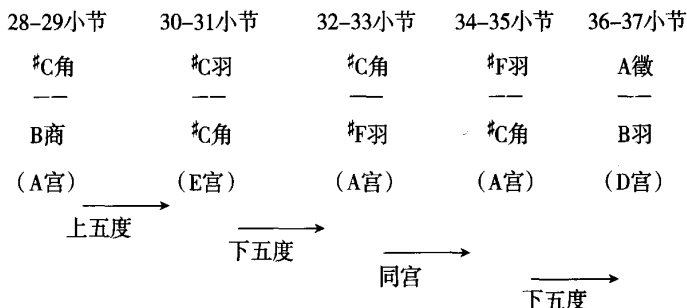 28-29小节 30-31小节 32-33小节 34-35小节 36-37小节
#C角 #C羽 #C角 #F羽 A徵
B商 #C角 #F羽 #C角 B羽
(A宫) (E宫) (A宫) (A宫) (D宫)
上五度
下五度
同宫
下五度